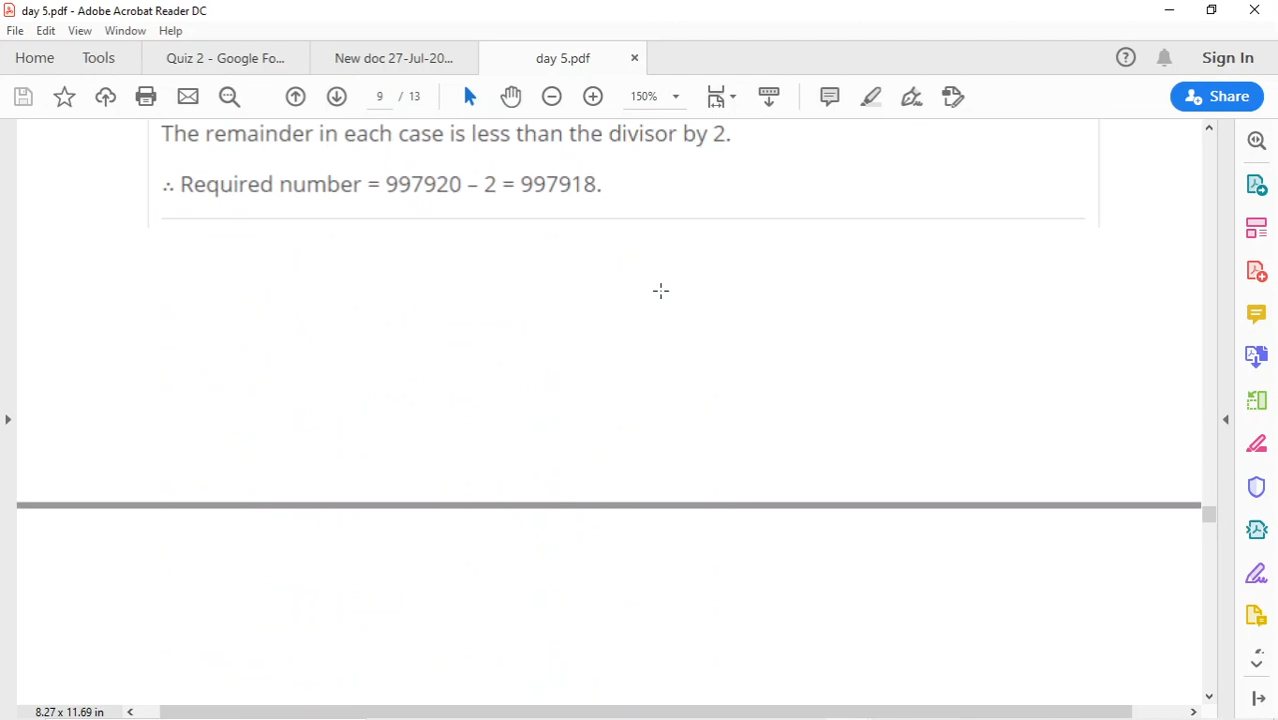 day 5.pdf - Adobe Acrobat Reader DC
File Edit View Window Help
Home Tools Quiz 2 - Google Fo... New doc 27-Jul-20... day 5.pdf × Sign In
9 / 13 150% Share
The remainder in each case is less than the divisor by 2.
∴ Required number = 997920 – 2 = 997918.
8.27 x 11.69 in